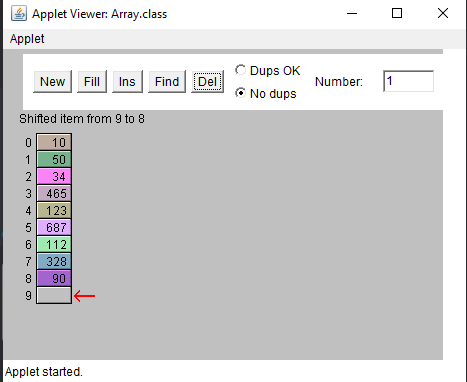 Applet Viewer: Array.class
Applet
New Fill Ins Find Del Dups OK No dups Number: 1
Shifted item from 9 to 8
0 10
1 50
2 34
3 465
4 123
5 687
6 112
7 328
8 90
9
Applet started.